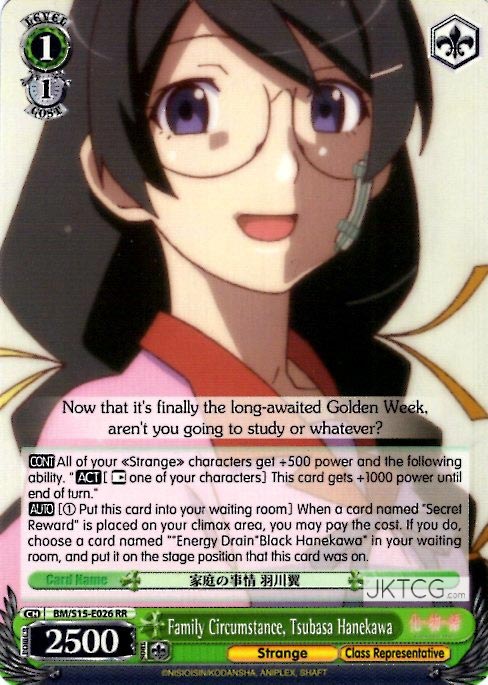 LEVEL
1
1
COST
Now that it's finally the long-awaited Golden Week,
aren't you going to study or whatever?
CONT All of your «Strange» characters get +500 power and the following
ability. "ACT [ one of your characters] This card gets +1000 power until
end of turn."
AUTO [① Put this card into your waiting room] When a card named "Secret
Reward" is placed on your climax area, you may pay the cost. If you do,
choose a card named ""Energy Drain"Black Hanekawa" in your waiting
room, and put it on the stage position that this card was on.
Card Name 家庭の事情 羽川翼
JKTCG.com
CH BM/S15-E026 RR
POWER 2500 SOUL
Family Circumstance, Tsubasa Hanekawa
Strange Class Representative
©NISIOISIN/KODANSHA, ANIPLEX, SHAFT